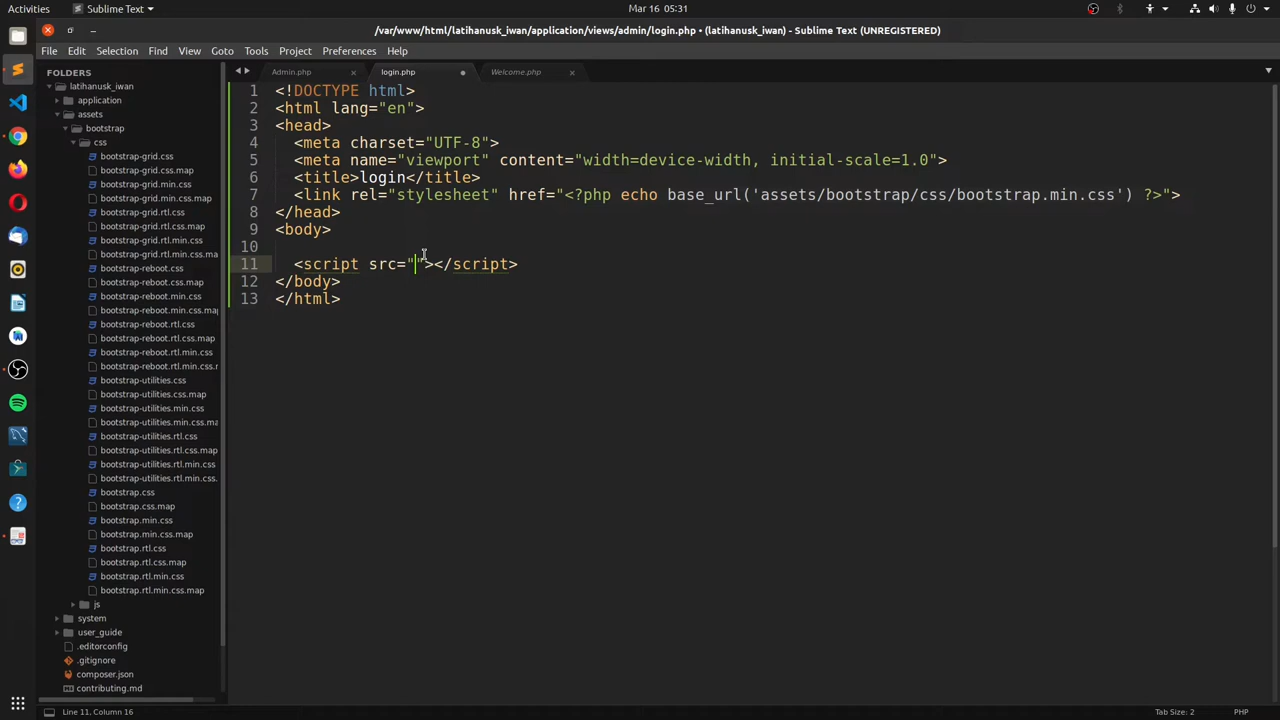 Activities
Sublime Text
Mar 16 05:31
/var/www/html/latihanusk_iwan/application/views/admin/login.php • (latihanusk_iwan) - Sublime Text (UNREGISTERED)
File Edit Selection Find View Goto Tools Project Preferences Help
FOLDERS
latihanusk_iwan
application
assets
bootstrap
css
bootstrap-grid.css
bootstrap-grid.css.map
bootstrap-grid.min.css
bootstrap-grid.min.css.map
bootstrap-grid.rtl.css
bootstrap-grid.rtl.css.map
bootstrap-grid.rtl.min.css
bootstrap-grid.rtl.min.css.ma
bootstrap-reboot.css
bootstrap-reboot.css.map
bootstrap-reboot.min.css
bootstrap-reboot.min.css.map
bootstrap-reboot.rtl.css
bootstrap-reboot.rtl.css.map
bootstrap-reboot.rtl.min.css
bootstrap-reboot.rtl.min.css.r
bootstrap-utilities.css
bootstrap-utilities.css.map
bootstrap-utilities.min.css
bootstrap-utilities.min.css.ma
bootstrap-utilities.rtl.css
bootstrap-utilities.rtl.css.map
bootstrap-utilities.rtl.min.css
bootstrap-utilities.rtl.min.css.
bootstrap.css
bootstrap.css.map
bootstrap.min.css
bootstrap.min.css.map
bootstrap.rtl.css
bootstrap.rtl.css.map
bootstrap.rtl.min.css
bootstrap.rtl.min.css.map
js
system
user_guide
.editorconfig
.gitignore
composer.json
contributing.md
Admin.php login.php Welcome.php
1 <!DOCTYPE html>
2 <html lang="en">
3 <head>
4 <meta charset="UTF-8">
5 <meta name="viewport" content="width=device-width, initial-scale=1.0">
6 <title>login</title>
7 <link rel="stylesheet" href="<?php echo base_url('assets/bootstrap/css/bootstrap.min.css') ?>">
8 </head>
9 <body>
10
11 <script src=""></script>
12 </body>
13 </html>
Line 11, Column 16
Tab Size: 2
PHP